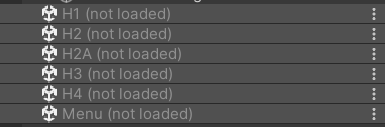 H1 (not loaded)
H2 (not loaded)
H2A (not loaded)
H3 (not loaded)
H4 (not loaded)
Menu (not loaded)